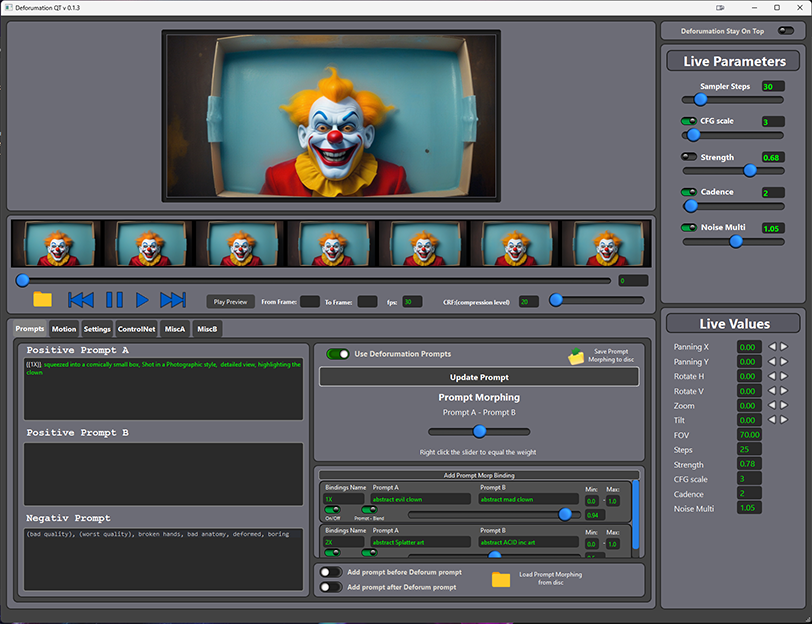 Deforumation QT v 0.1.3
Deforumation Stay On Top
Live Parameters
Sampler Steps 30
CFG scale 3
Strength 0.68
Cadence 2
Noise Multi 1.05
0
Play Preview From Frame: To Frame: fps: 30 CRF:(compression level) 20
Prompts Motion Settings ControlNet MiscA MiscB
Positive Prompt A
{{1X}}, squeezed into a comically small box, Shot in a Photographic style, detailed view, highlighting the
clown
Positive Prompt B
Negativ Prompt
(bad quality), (worst quality), broken hands, bad anatomy, deformed, boring
Use Deforumation Prompts
Save Prompt
Morphing to disc
Update Prompt
Prompt Morphing
Prompt A - Prompt B
Right click the slider to equal the weight
Add Prompt Morp Binding
Bindings Name Prompt A Prompt B Min: Max:
1X abstract evil clown abstract mad clown 0.0 - 1.0
On/Off Prompt - Blend 0.94
Bindings Name Prompt A Prompt B Min: Max:
2X abstract Splatter art abstract ACID inc art 0.0 - 1.0
Add prompt before Deforum prompt
Add prompt after Deforum prompt
Load Prompt Morphing
from disc
Live Values
Panning X 0.00
Panning Y 0.00
Rotate H 0.00
Rotate V 0.00
Zoom 0.00
Tilt 0.00
FOV 70.00
Steps 25
Strength 0.78
CFG scale 3
Cadence 2
Noise Multi 1.05